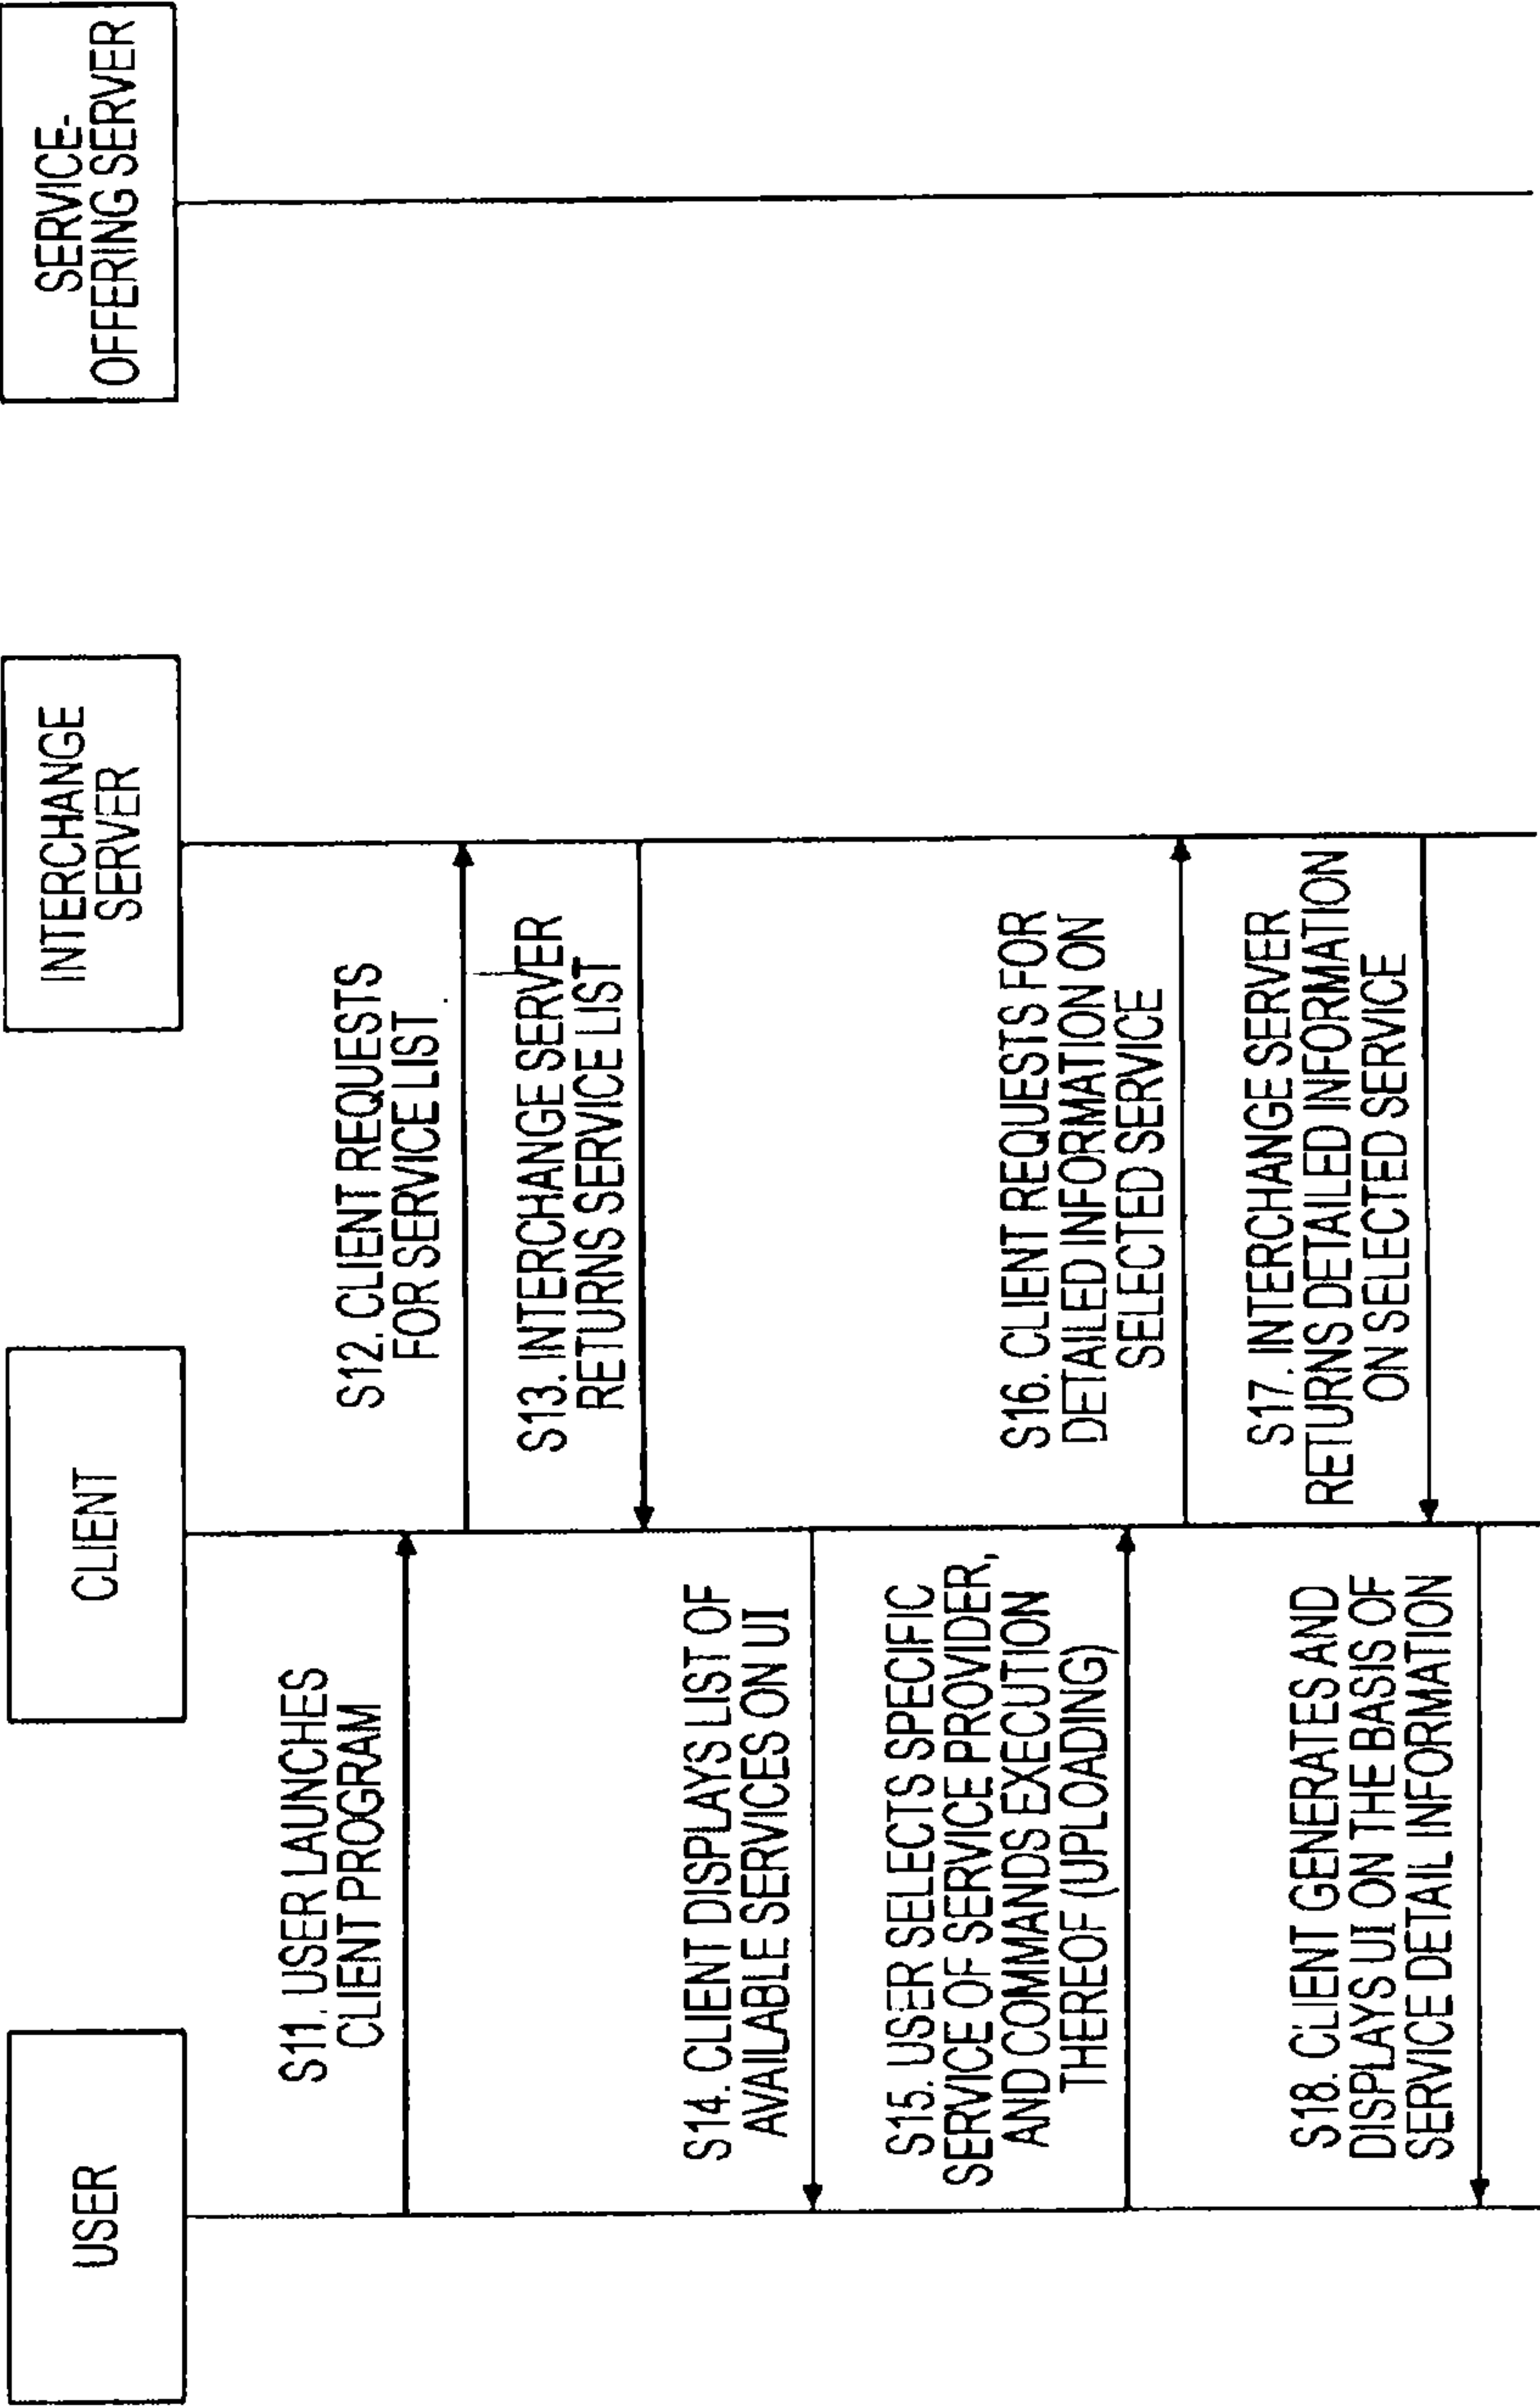 USER
CLIENT
INTERCHANGE
SERVER
SERVICE-
OFFERING SERVER
S11. USER LAUNCHES
CLIENT PROGRAM
S12. CLIENT REQUESTS
FOR SERVICE LIST
S13. INTERCHANGE SERVER
RETURNS SERVICE LIST
S14. CLIENT DISPLAYS LIST OF
AVAILABLE SERVICES ON UI
S15. USER SELECTS SPECIFIC
SERVICE OF SERVICE PROVIDER,
AND COMMANDS EXECUTION
THEREOF (UPLOADING)
S16. CLIENT REQUESTS FOR
DETAILED INFORMATION ON
SELECTED SERVICE
S17. INTERCHANGE SERVER
RETURNS DETAILED INFORMATION
ON SELECTED SERVICE
S18. CLIENT GENERATES AND
DISPLAYS UI ON THE BASIS OF
SERVICE DETAIL INFORMATION